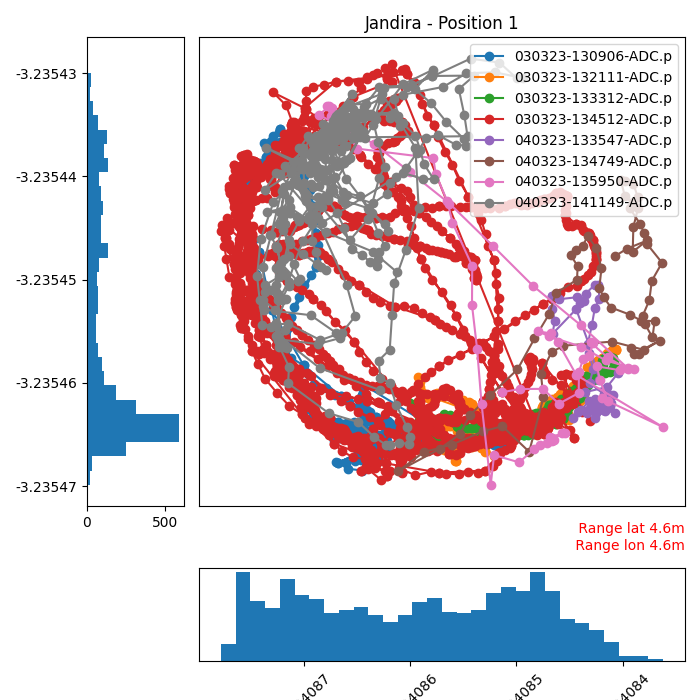 Jandira - Position 1
-3.23543
-3.23544
-3.23545
-3.23546
-3.23547
0 500
030323-130906-ADC.p
030323-132111-ADC.p
030323-133312-ADC.p
030323-134512-ADC.p
040323-133547-ADC.p
040323-134749-ADC.p
040323-135950-ADC.p
040323-141149-ADC.p
Range lat 4.6m
Range lon 4.6m
4087 4086 4085 4084